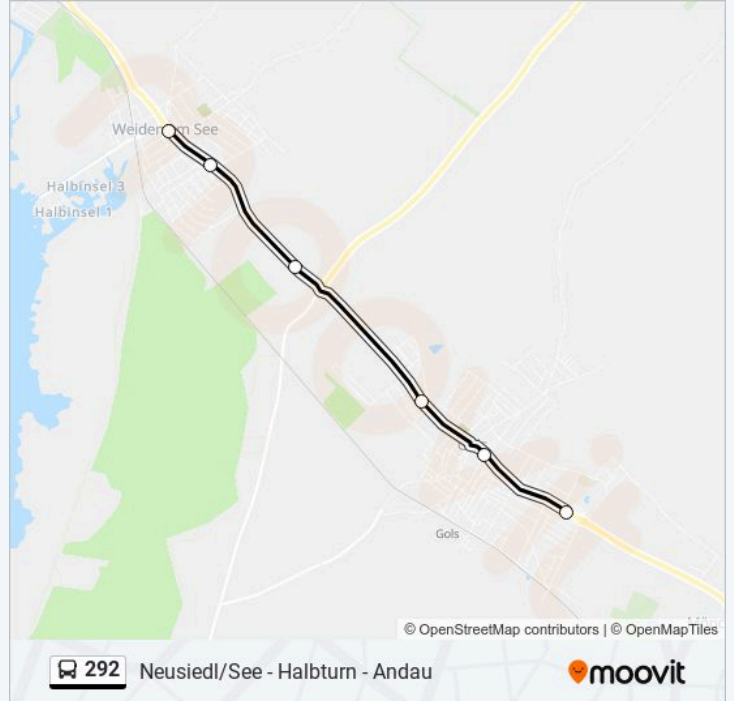 Weiden am See
Halbinsel 3
Halbinsel 1
Gols
© OpenStreetMap contributors | © OpenMapTiles
292 Neusiedl/See - Halbturn - Andau
moovit